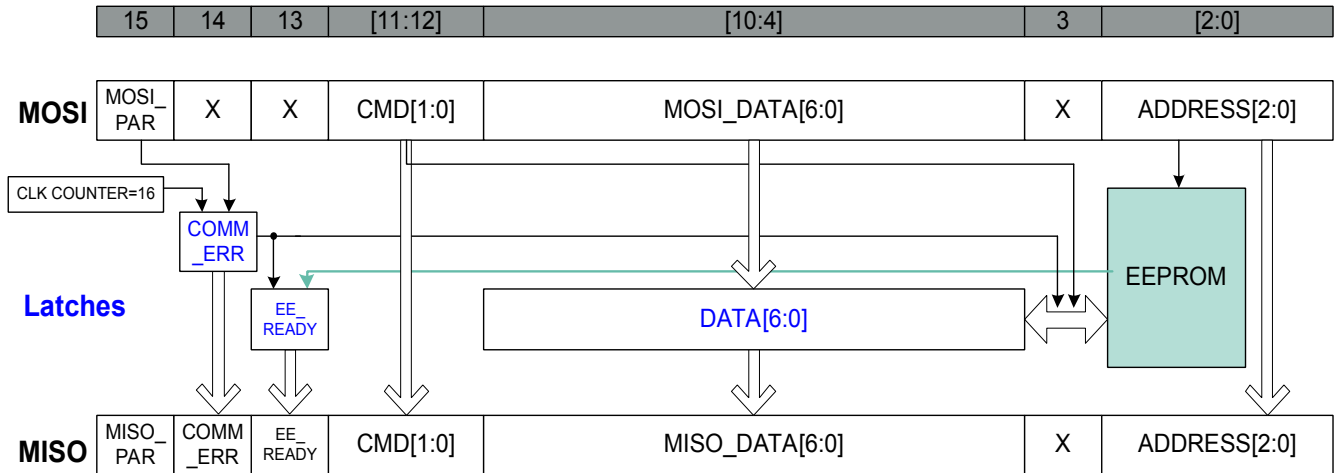 15 14 13 [11:12] [10:4] 3 [2:0]
MOSI MOSI_ X X CMD[1:0] MOSI_DATA[6:0] X ADDRESS[2:0]
PAR
CLK COUNTER=16
COMM
_ERR
EEPROM
Latches
EE_
READY
DATA[6:0]
MISO MISO_ COMM EE_ CMD[1:0] MISO_DATA[6:0] X ADDRESS[2:0]
PAR _ERR READY